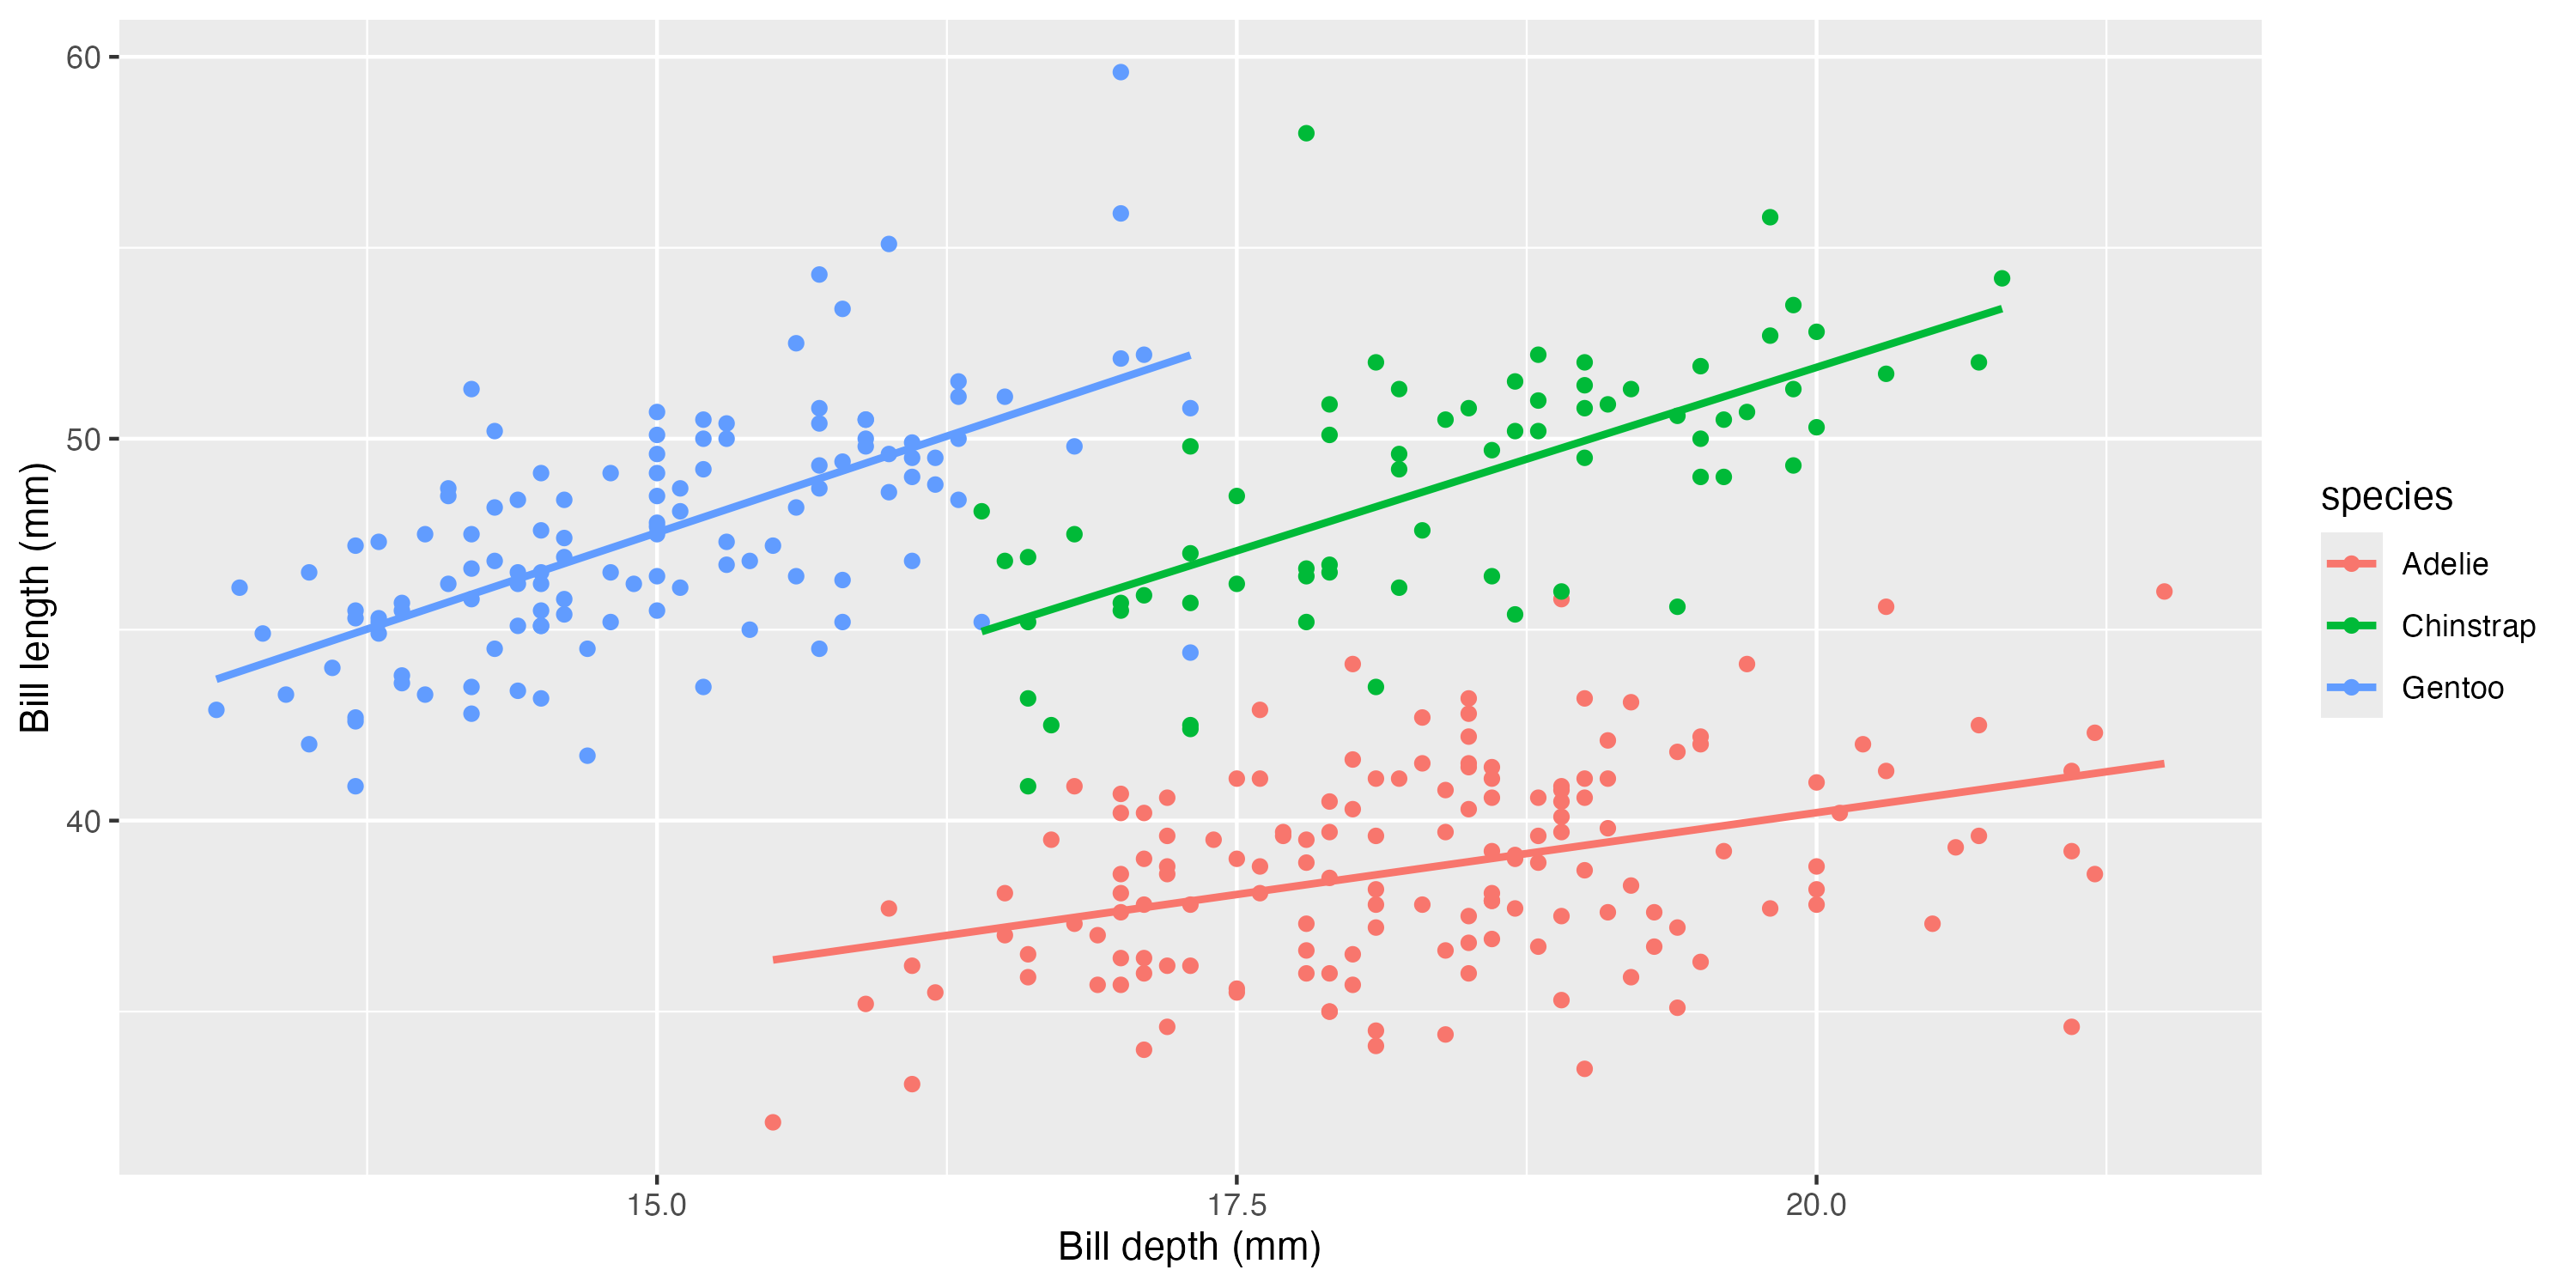 60
50
40
Bill length (mm)
15.0 17.5 20.0
Bill depth (mm)
species
Adelie
Chinstrap
Gentoo